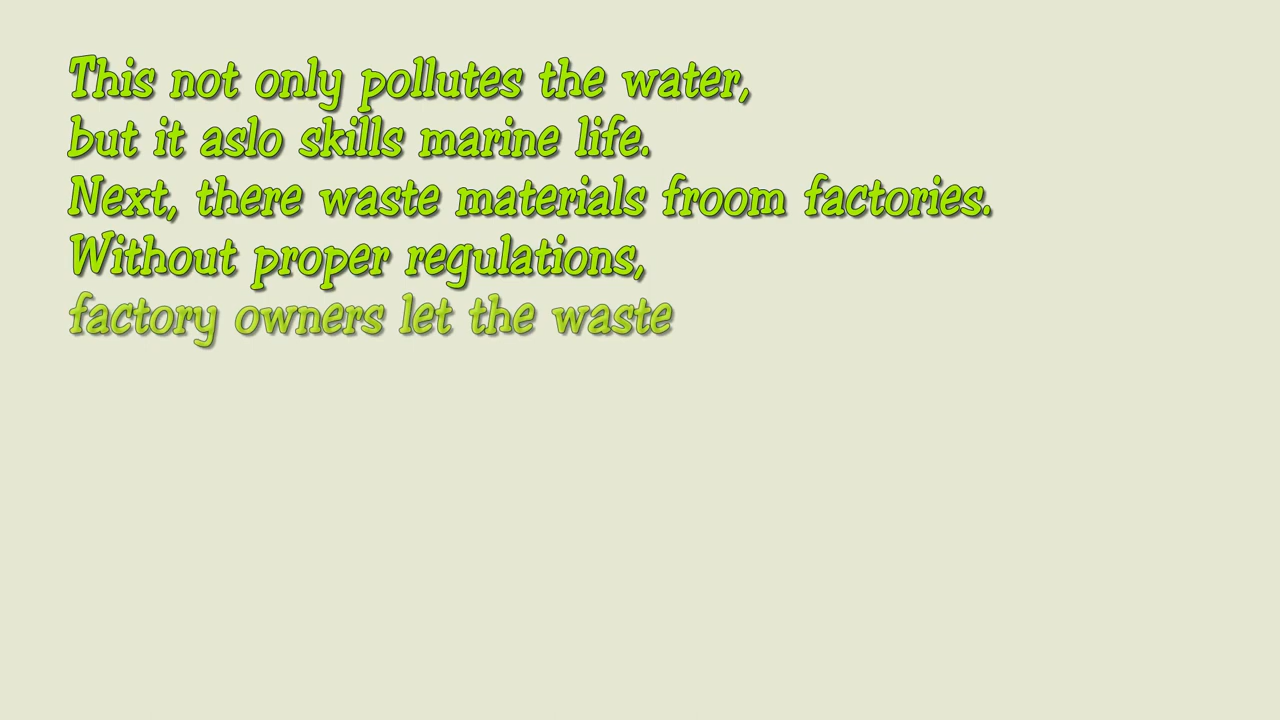 This not only pollutes the water,
but it aslo skills marine life.
Next, there waste materials froom factories.
Without proper regulations,
factory owners let the waste